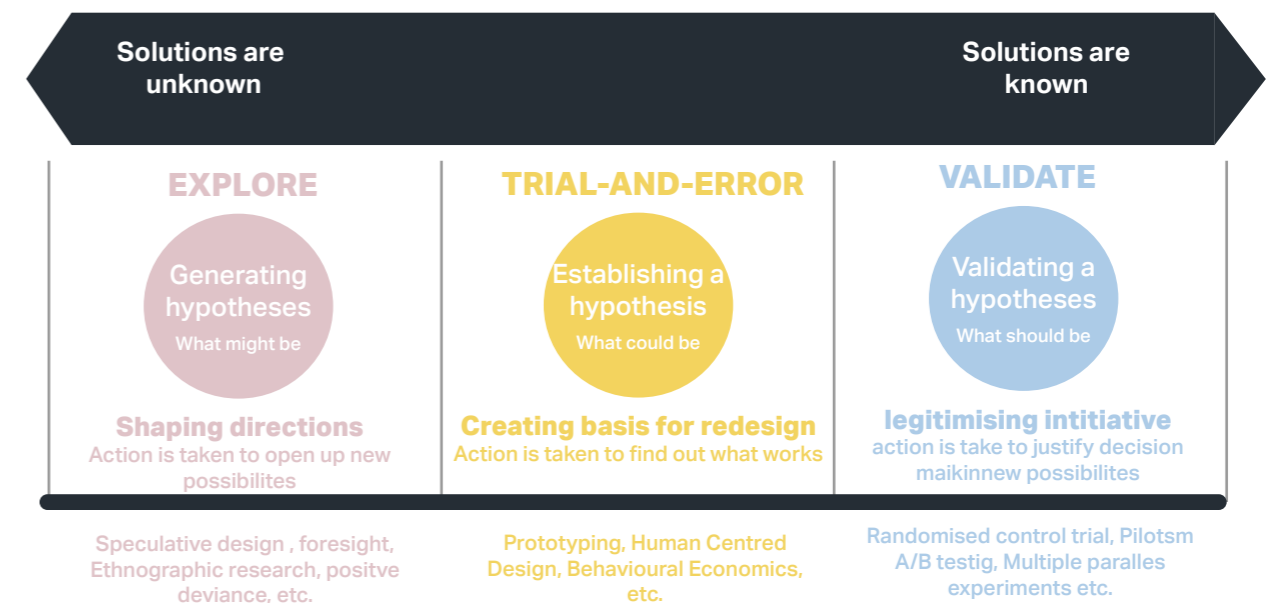 Solutions are
unknown
Solutions are
known
EXPLORE
Generating
hypotheses
What might be
Shaping directions
Action is taken to open up new
possibilites
Speculative design , foresight,
Ethnographic research, positve
deviance, etc.
TRIAL-AND-ERROR
Establishing a
hypothesis
What could be
Creating basis for redesign
Action is taken to find out what works
Prototyping, Human Centred
Design, Behavioural Economics,
etc.
VALIDATE
Validating a
hypotheses
What should be
legitimising intitiative
action is take to justify decision
maikinnew possibilites
Randomised control trial, Pilotsm
A/B testig, Multiple paralles
experiments etc.